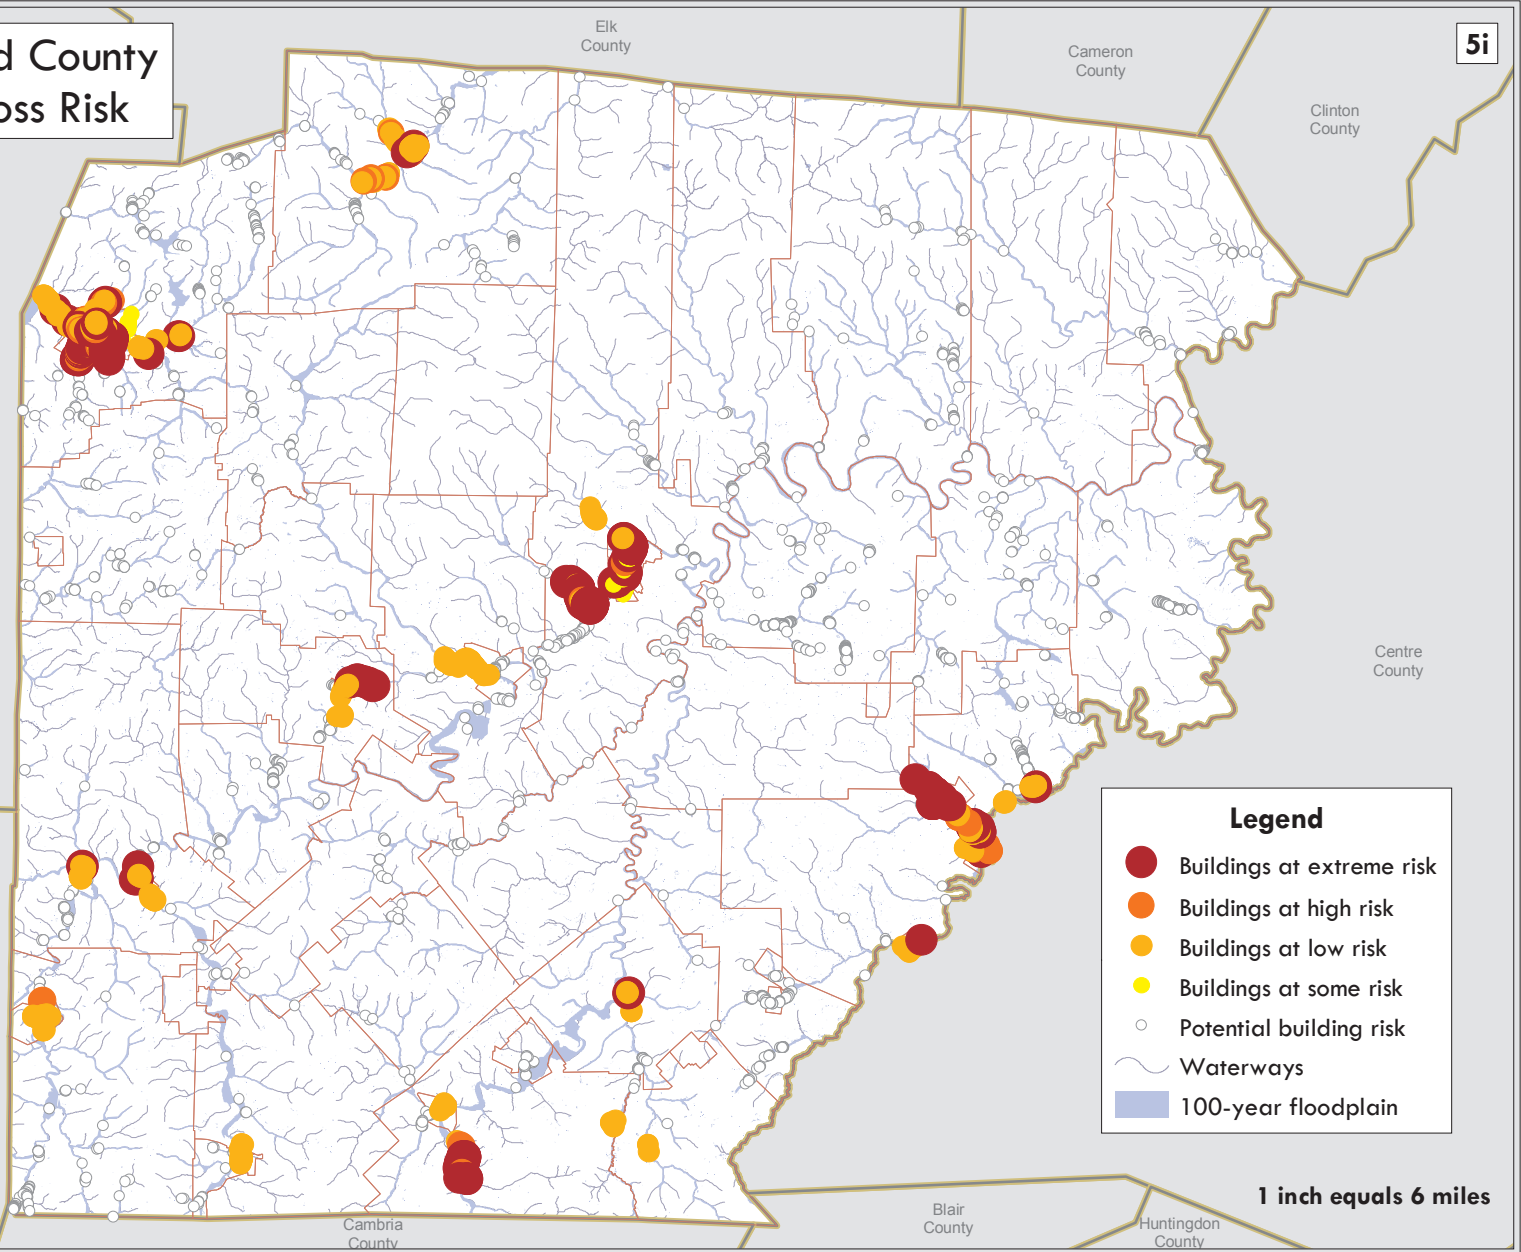 d County
oss Risk
Elk
County
Cameron
County
5i
Clinton
County
Centre
County
Legend
Buildings at extreme risk
Buildings at high risk
Buildings at low risk
Buildings at some risk
Potential building risk
Waterways
100-year floodplain
1 inch equals 6 miles
Cambria
County
Blair
County
Huntingdon
County